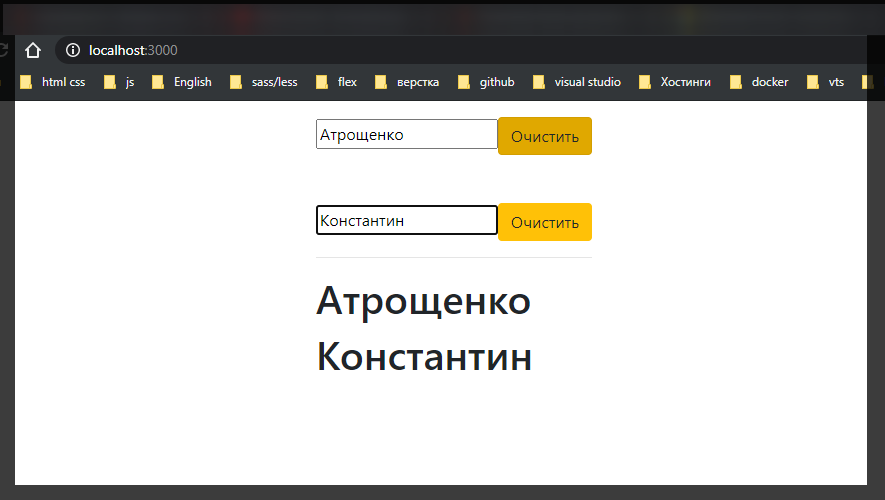 localhost:3000
html css js English sass/less flex верстка github visual studio Хостинги docker vts
Атрощенко Очистить
Константин Очистить
Атрощенко
Константин